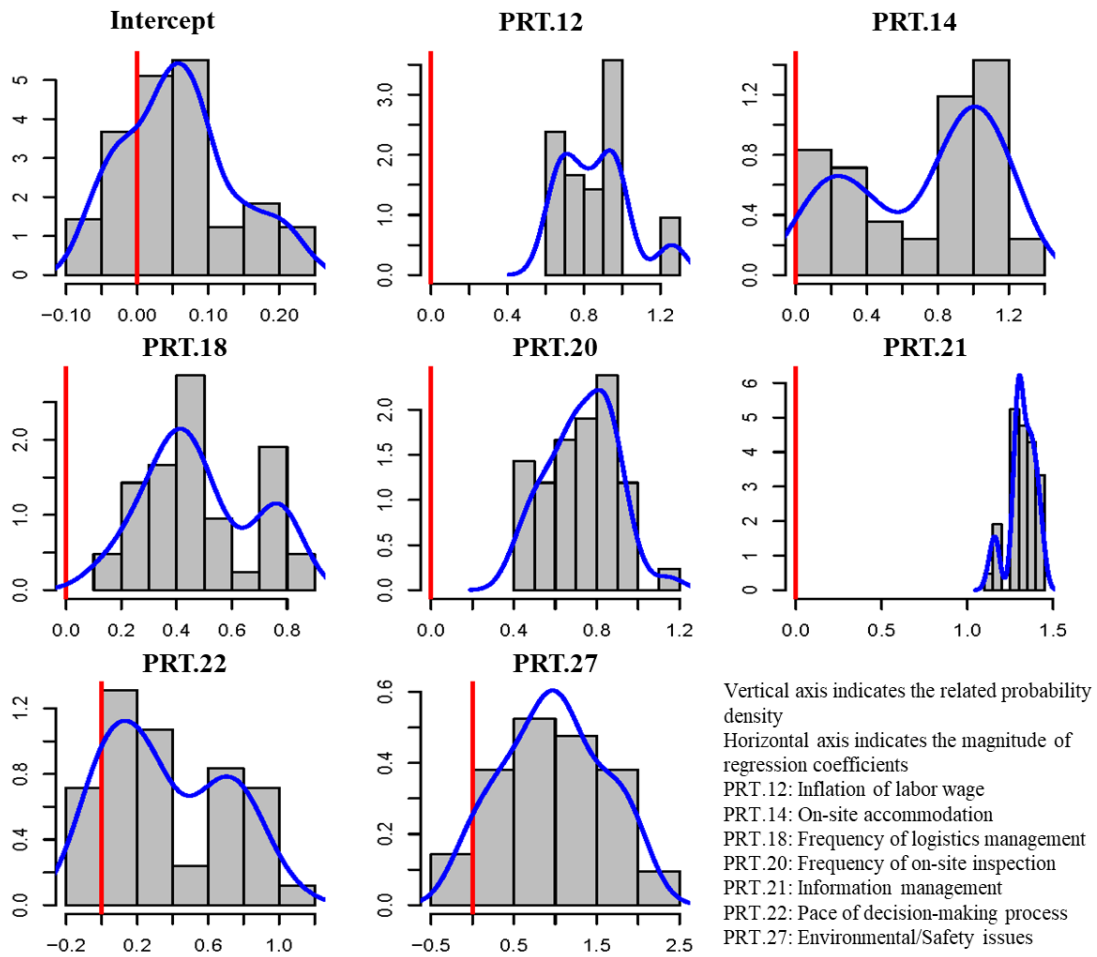 Intercept
PRT.12
PRT.14
0 1 2 3 4 5
−0.10 0.00 0.10 0.20
0.0 1.0 2.0 3.0
0.0 0.4 0.8 1.2
0.0 0.4 0.8 1.2
0.0 0.4 0.8 1.2
PRT.18
PRT.20
PRT.21
0.0 1.0 2.0
0.0 0.2 0.4 0.6 0.8
0.0 0.5 1.0 1.5 2.0
0.0 0.4 0.8 1.2
0 1 2 3 4 5 6
0.0 0.5 1.0 1.5
PRT.22
PRT.27
0.0 0.4 0.8 1.2
−0.2 0.2 0.6 1.0
0.0 0.2 0.4 0.6
−0.5 0.5 1.5 2.5
Vertical axis indicates the related probability
density
Horizontal axis indicates the magnitude of
regression coefficients
PRT.12: Inflation of labor wage
PRT.14: On-site accommodation
PRT.18: Frequency of logistics management
PRT.20: Frequency of on-site inspection
PRT.21: Information management
PRT.22: Pace of decision-making process
PRT.27: Environmental/Safety issues